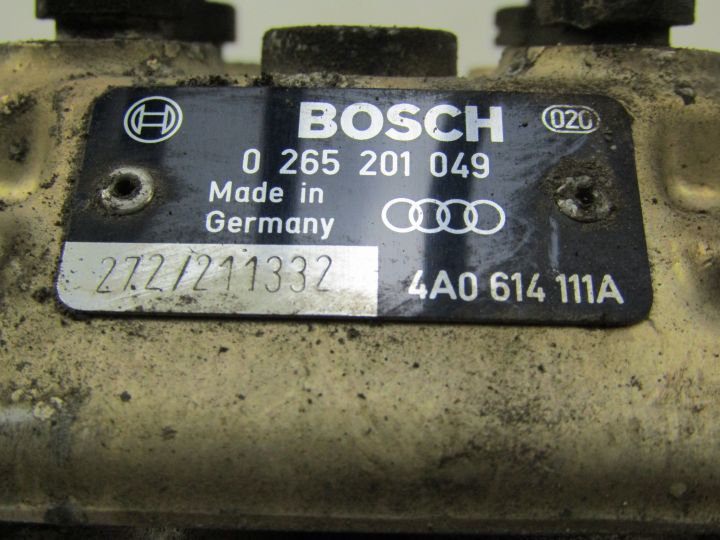 BOSCH 020
0 265 201 049
Made in
Germany
272/211332
4A0 614 111A